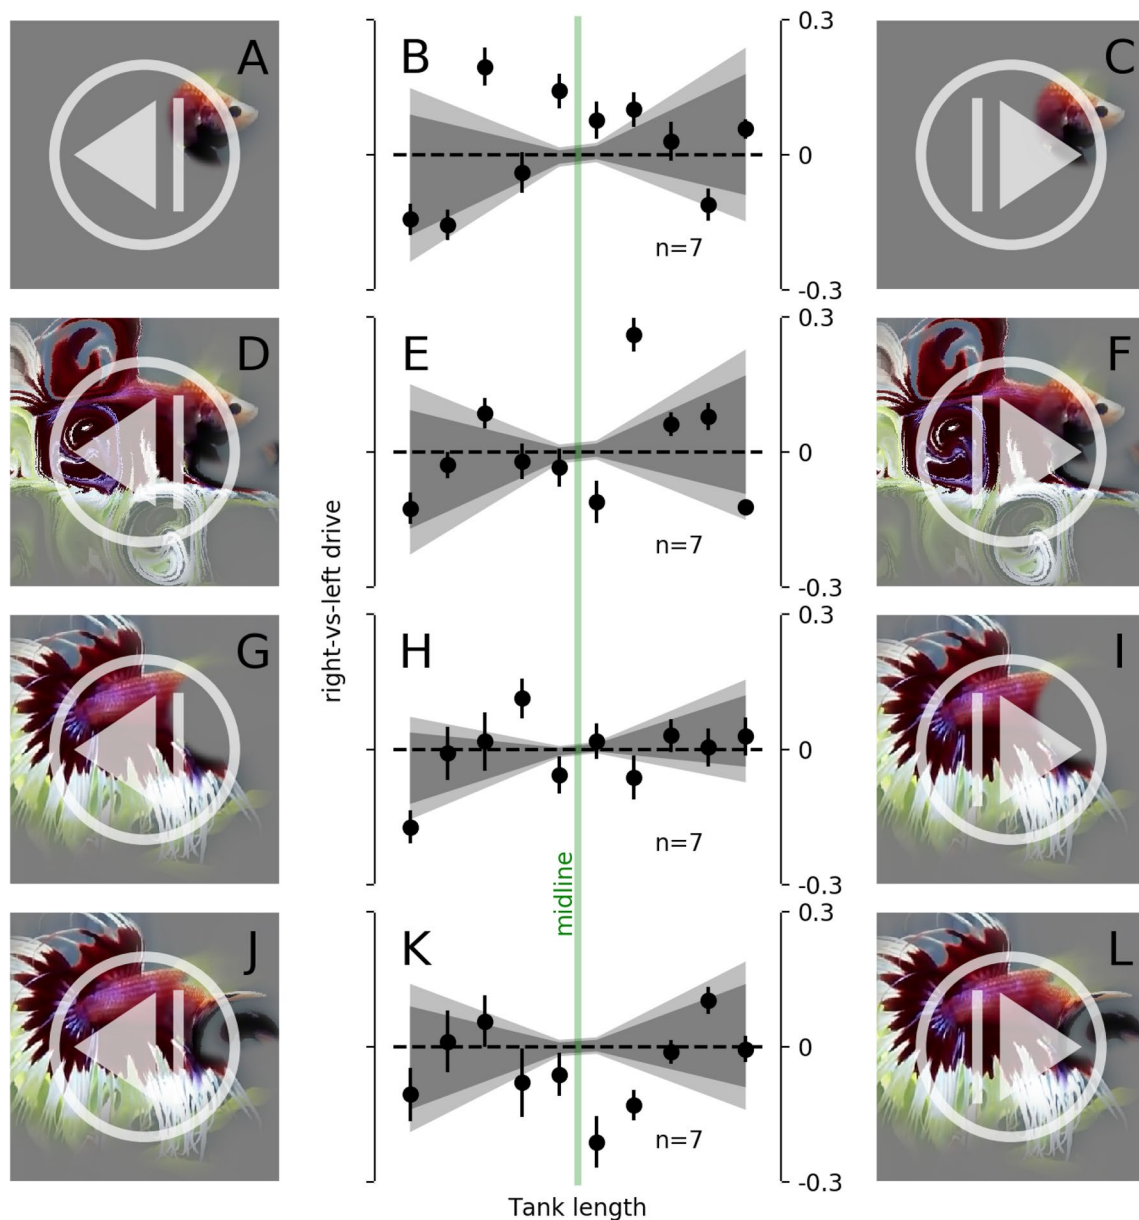 A
B
0.3
0
-0.3
n=7
C
D
E
0.3
0
-0.3
n=7
F
right-vs-left drive
G
H
0.3
0
-0.3
n=7
I
midline
J
K
0.3
0
-0.3
n=7
L
Tank length